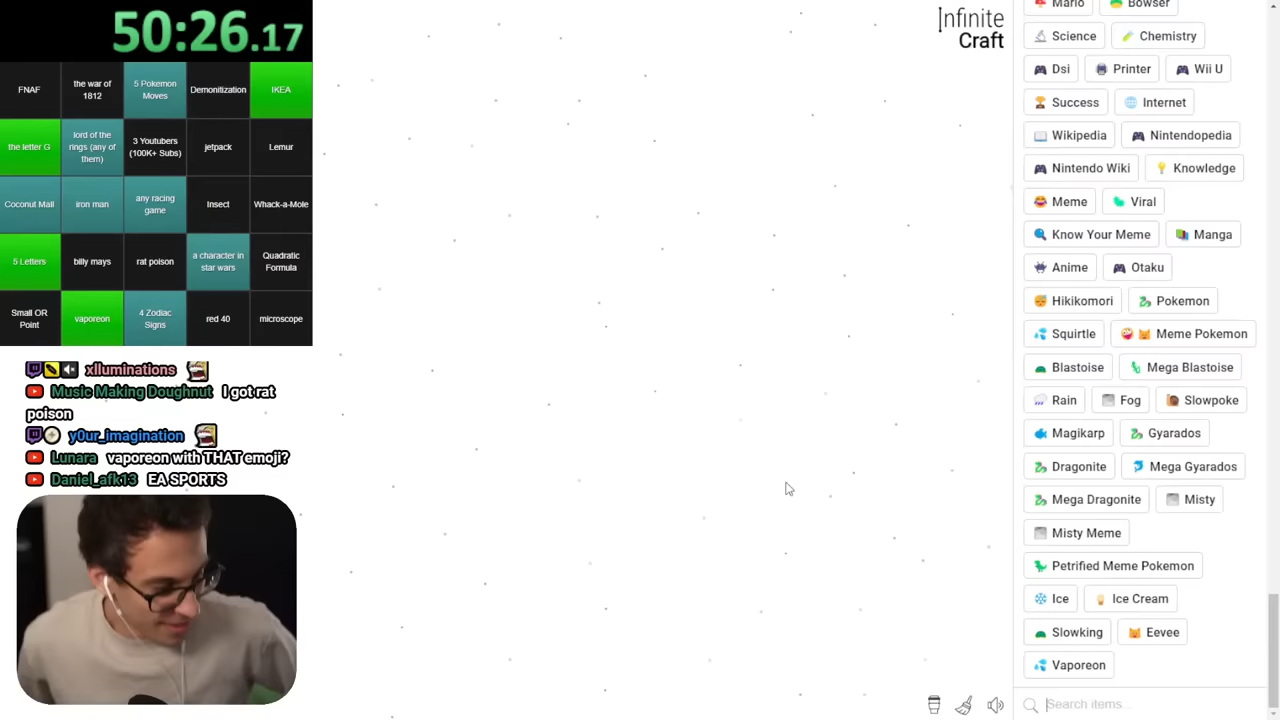 50:26.17
Infinite
Craft
FNAF
the war of
1812
5 Pokemon
Moves
Demonitization
IKEA
the letter G
lord of the
rings (any of
them)
3 Youtubers
(100K+ Subs)
jetpack
Lemur
Coconut Mall
iron man
any racing
game
Insect
Whack-a-Mole
5 Letters
billy mays
rat poison
a character in
star wars
Quadratic
Formula
Small OR
Point
vaporeon
4 Zodiac
Signs
red 40
microscope
xlluminations
Music Making Doughnut I got rat
poison
y0ur_imagination
Lunara vaporeon with THAT emoji?
Daniel_afk13 EA SPORTS
Mario Bowser
Science Chemistry
Dsi Printer Wii U
Success Internet
Wikipedia Nintendopedia
Nintendo Wiki Knowledge
Meme Viral
Know Your Meme Manga
Anime Otaku
Hikikomori Pokemon
Squirtle Meme Pokemon
Blastoise Mega Blastoise
Rain Fog Slowpoke
Magikarp Gyarados
Dragonite Mega Gyarados
Mega Dragonite Misty
Misty Meme
Petrified Meme Pokemon
Ice Ice Cream
Slowking Eevee
Vaporeon
Search items...